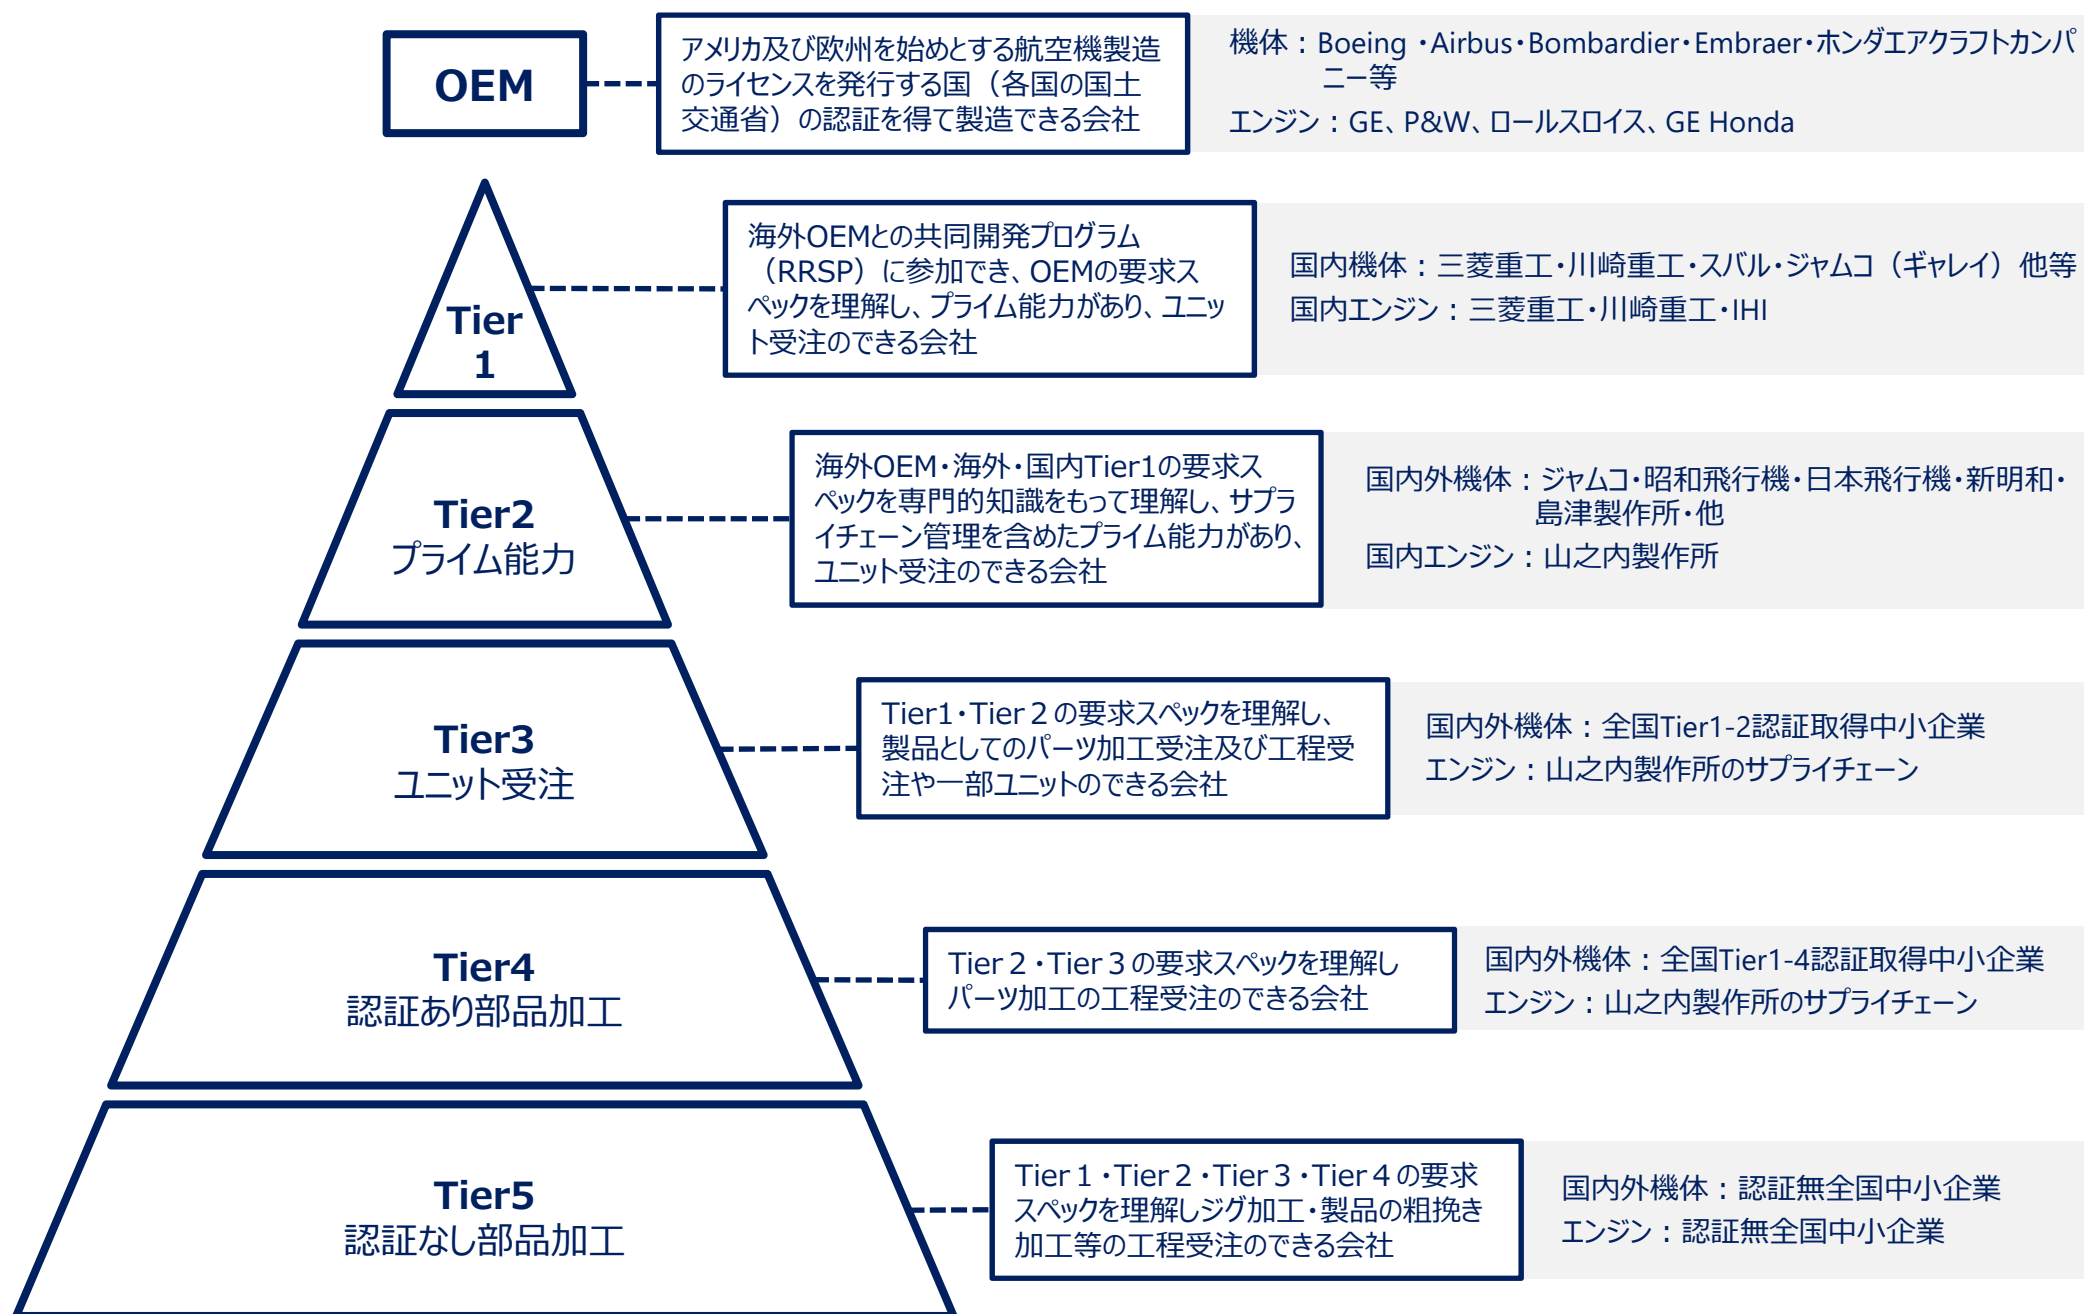 OEM
アメリカ及び欧州を始めとする航空機製造
のライセンスを発行する国（各国の国土
交通省）の認証を得て製造できる会社
機体：Boeing ・Airbus・Bombardier・Embraer・ホンダエアクラフトカンパ
ニー等
エンジン：GE、P&W、ロールスロイス、GE Honda
Tier
1
海外OEMとの共同開発プログラム
（RRSP）に参加でき、OEMの要求ス
ペックを理解し、プライム能力があり、ユニッ
ト受注のできる会社
国内機体：三菱重工・川崎重工・スバル・ジャムコ（ギャレイ）他等
国内エンジン：三菱重工・川崎重工・IHI
Tier2
プライム能力
海外OEM・海外・国内Tier1の要求ス
ペックを専門的知識をもって理解し、サプラ
イチェーン管理を含めたプライム能力があり、
ユニット受注のできる会社
国内外機体：ジャムコ・昭和飛行機・日本飛行機・新明和・
島津製作所・他
国内エンジン：山之内製作所
Tier3
ユニット受注
Tier1・Tier２の要求スペックを理解し、
製品としてのパーツ加工受注及び工程受
注や一部ユニットのできる会社
国内外機体：全国Tier1-2認証取得中小企業
エンジン：山之内製作所のサプライチェーン
Tier4
認証あり部品加工
Tier２・Tier３の要求スペックを理解し
パーツ加工の工程受注のできる会社
国内外機体：全国Tier1-4認証取得中小企業
エンジン：山之内製作所のサプライチェーン
Tier5
認証なし部品加工
Tier１・Tier２・Tier３・Tier４の要求
スペックを理解しジグ加工・製品の粗挽き
加工等の工程受注のできる会社
国内外機体：認証無全国中小企業
エンジン：認証無全国中小企業